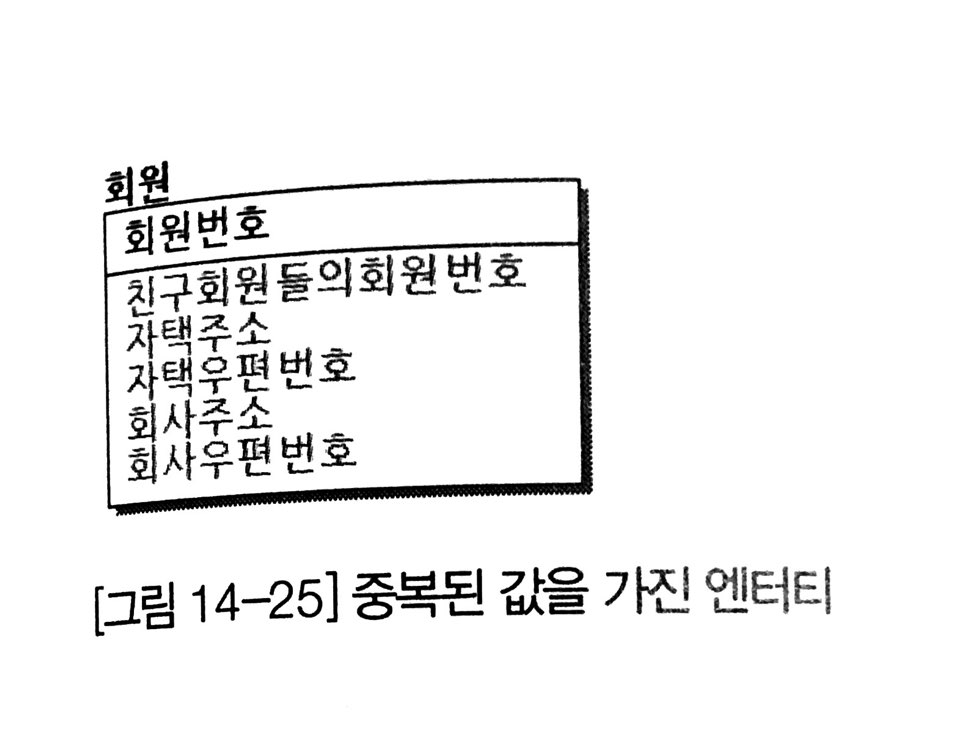 회원
회원번호
친구회원들의회원번호
자택주소
자택우편번호
회사주소
회사우편번호
[그림 14-25] 중복된 값을 가진 엔터티